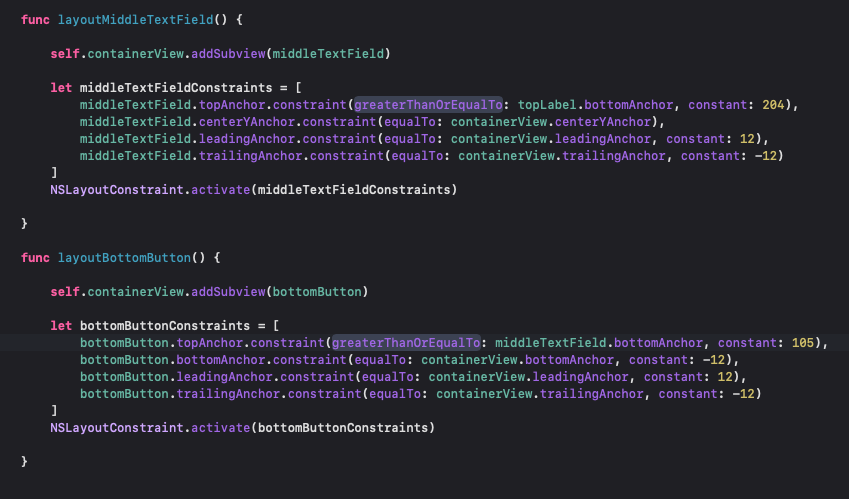 func layoutMiddleTextField() {
self.containerView.addSubview(middleTextField)
let middleTextFieldConstraints = [
middleTextField.topAnchor.constraint(greaterThanOrEqualTo: topLabel.bottomAnchor, constant: 204),
middleTextField.centerYAnchor.constraint(equalTo: containerView.centerYAnchor),
middleTextField.leadingAnchor.constraint(equalTo: containerView.leadingAnchor, constant: 12),
middleTextField.trailingAnchor.constraint(equalTo: containerView.trailingAnchor, constant: -12)
]
NSLayoutConstraint.activate(middleTextFieldConstraints)
}
func layoutBottomButton() {
self.containerView.addSubview(bottomButton)
let bottomButtonConstraints = [
bottomButton.topAnchor.constraint(greaterThanOrEqualTo: middleTextField.bottomAnchor, constant: 105),
bottomButton.bottomAnchor.constraint(equalTo: containerView.bottomAnchor, constant: -12),
bottomButton.leadingAnchor.constraint(equalTo: containerView.leadingAnchor, constant: 12),
bottomButton.trailingAnchor.constraint(equalTo: containerView.trailingAnchor, constant: -12)
]
NSLayoutConstraint.activate(bottomButtonConstraints)
}